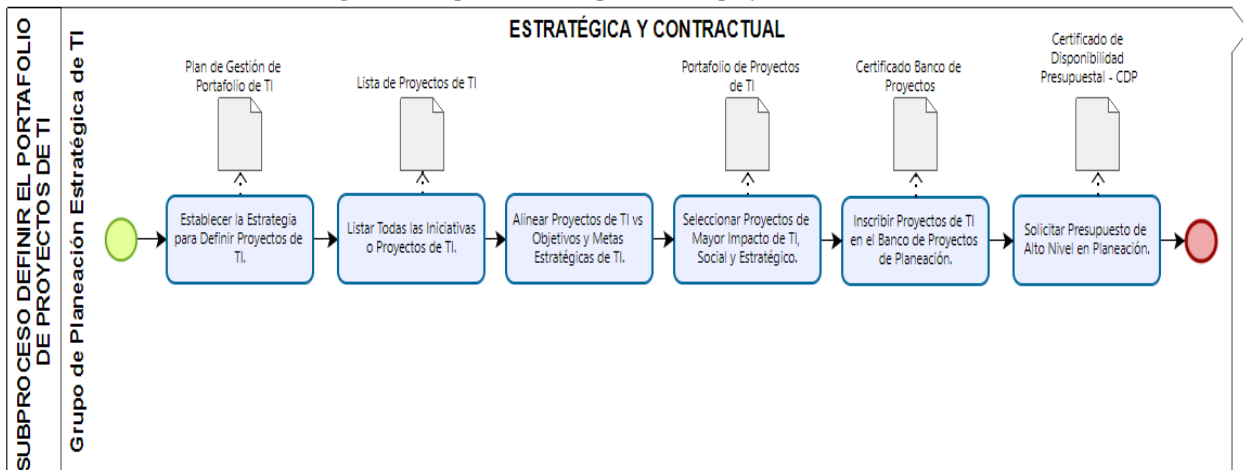 SUBPROCESO DEFINIR EL PORTAFOLIO
DE PROYECTOS DE TI
Grupo de Planeación Estratégica de TI
ESTRATÉGICA Y CONTRACTUAL
Plan de Gestión de
Portafolio de TI
Lista de Proyectos de TI
Portafolio de Proyectos
de TI
Certificado Banco de
Proyectos
Certificado de
Disponibilidad
Presupuestal - CDP
Establecer la Estrategia
para Definir Proyectos de
TI.
Listar Todas las Iniciativas
o Proyectos de TI.
Alinear Proyectos de TI vs
Objetivos y Metas
Estratégicas de TI.
Seleccionar Proyectos de
Mayor Impacto de TI,
Social y Estratégico.
Inscribir Proyectos de TI
en el Banco de Proyectos
de Planeación.
Solicitar Presupuesto de
Alto Nivel en Planeación.